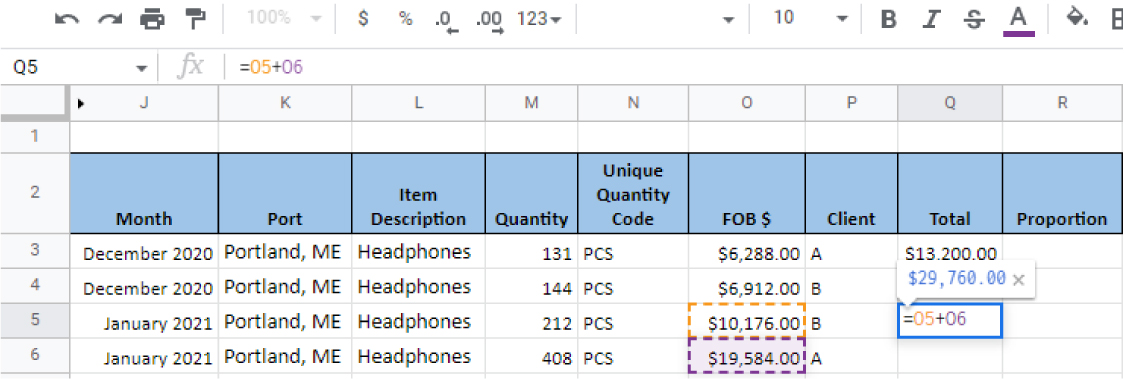 100% $ % .0 .00 123 10 B I S A
Q5 fx =O5+O6
J K L M N O P Q R
1
2 Month Port Item Description Quantity Unique Quantity Code FOB $ Client Total Proportion
3 December 2020 Portland, ME Headphones 131 PCS $6,288.00 A $13,200.00
4 December 2020 Portland, ME Headphones 144 PCS $6,912.00 B $29,760.00 ×
5 January 2021 Portland, ME Headphones 212 PCS $10,176.00 B =O5+O6
6 January 2021 Portland, ME Headphones 408 PCS $19,584.00 A